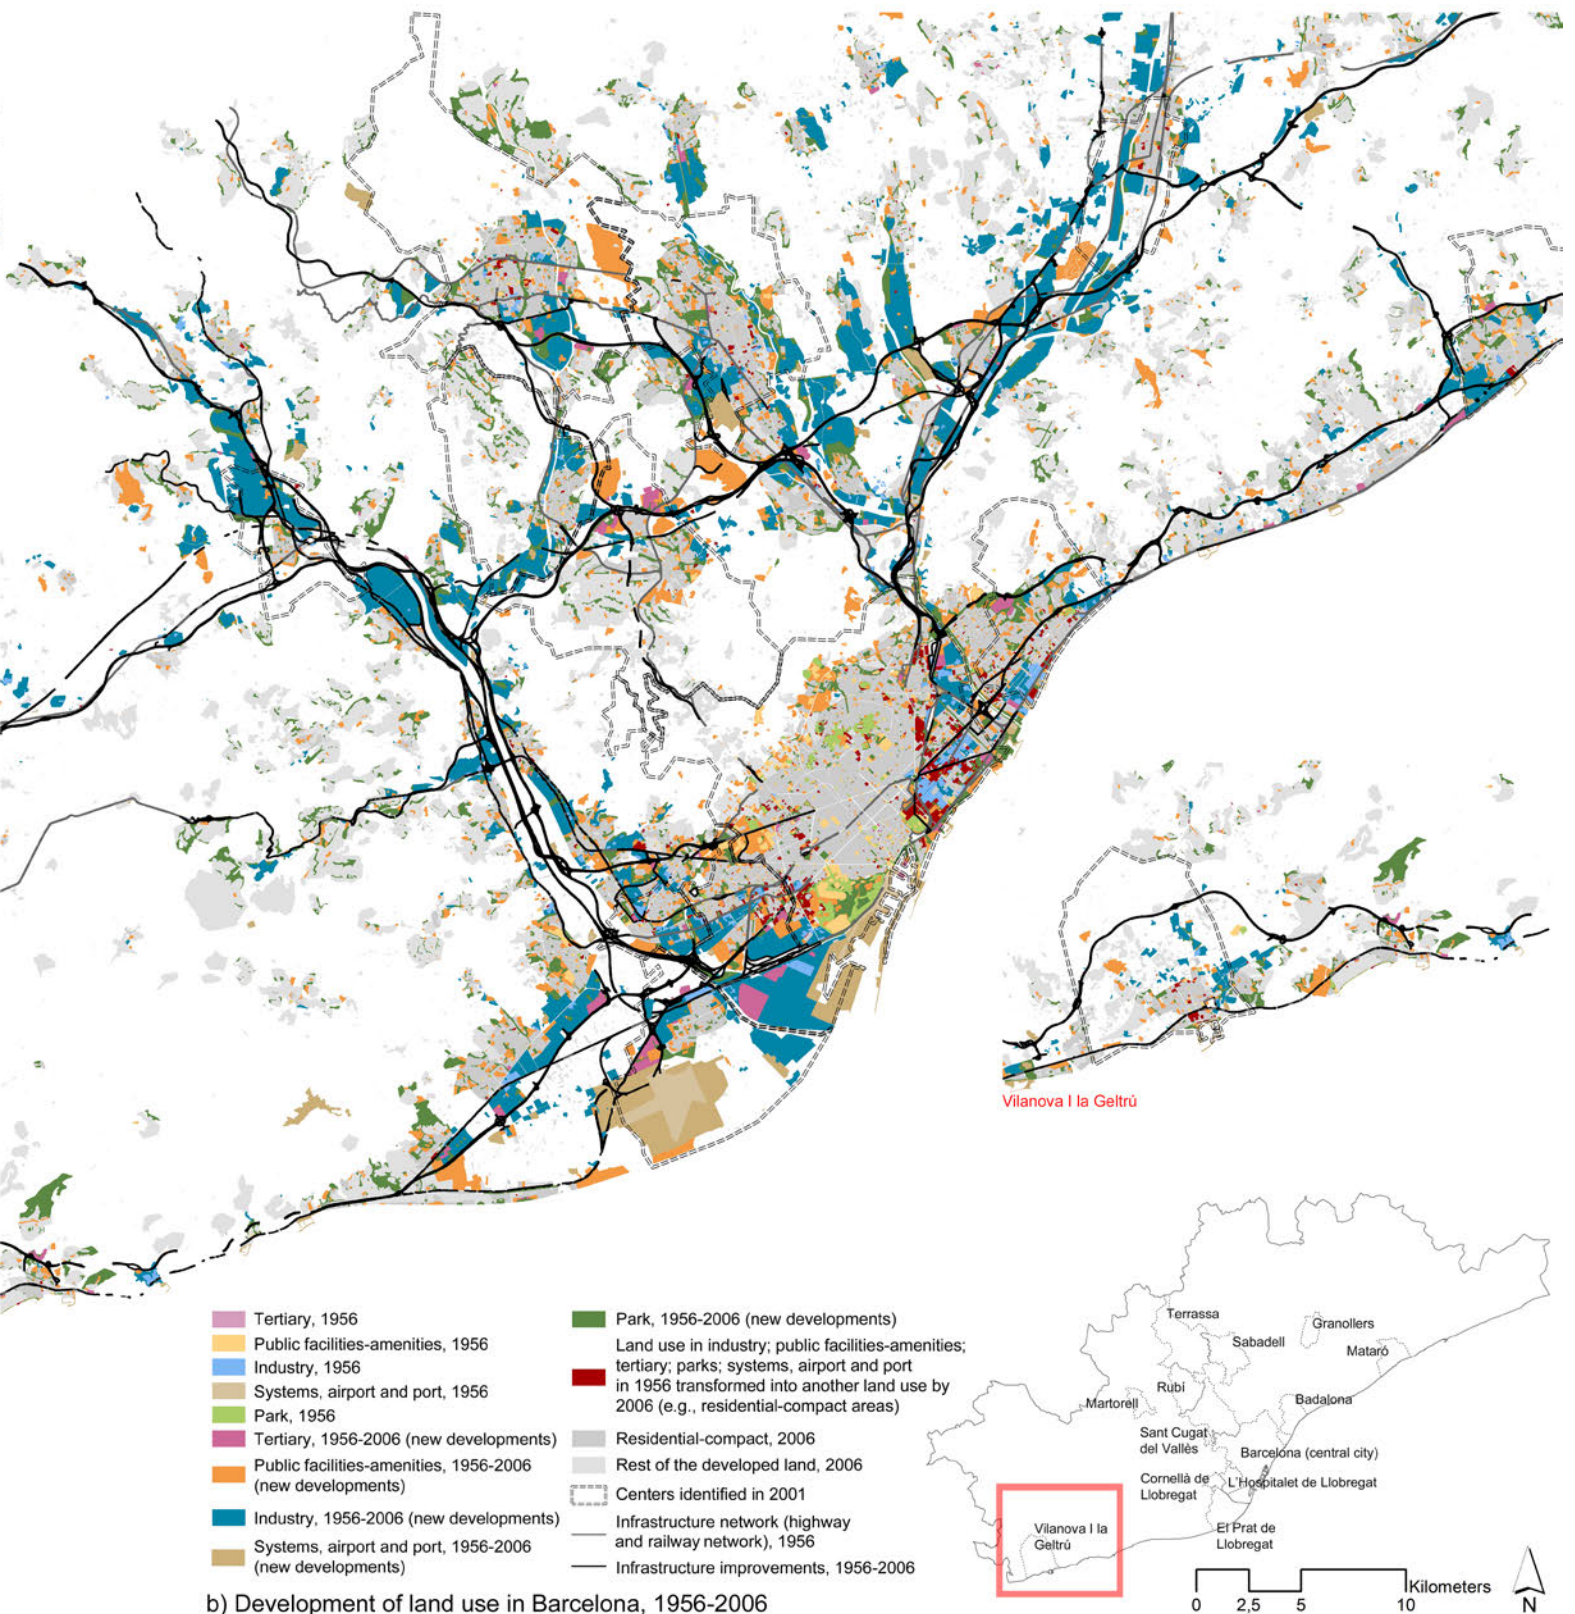 Vilanova I la Geltrú
Tertiary, 1956
Public facilities-amenities, 1956
Industry, 1956
Systems, airport and port, 1956
Park, 1956
Tertiary, 1956-2006 (new developments)
Public facilities-amenities, 1956-2006
(new developments)
Industry, 1956-2006 (new developments)
Systems, airport and port, 1956-2006
(new developments)
Park, 1956-2006 (new developments)
Land use in industry; public facilities-amenities;
tertiary; parks; systems, airport and port
in 1956 transformed into another land use by
2006 (e.g., residential-compact areas)
Residential-compact, 2006
Rest of the developed land, 2006
Centers identified in 2001
Infrastructure network (highway
and railway network), 1956
Infrastructure improvements, 1956-2006
Terrassa
Granollers
Sabadell
Mataró
Rubí
Martorell
Badalona
Sant Cugat
del Vallès
Barcelona (central city)
Cornellà de
Llobregat
L'Hospitalet de Llobregat
El Prat de
Llobregat
Vilanova I la
Geltrú
Kilometers
0 2,5 5 10
N
b) Development of land use in Barcelona, 1956-2006